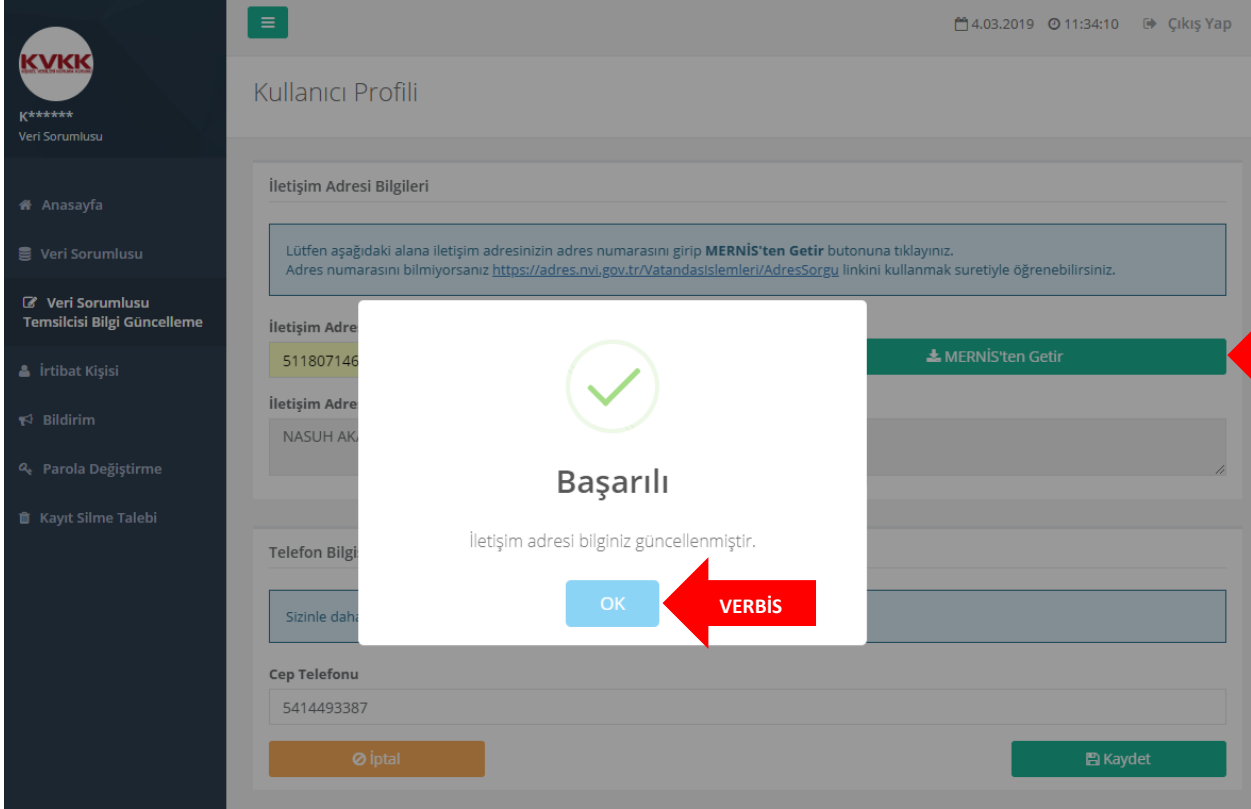 KVKK
K******
Veri Sorumlusu
Anasayfa
Veri Sorumlusu
Veri Sorumlusu
Temsilcisi Bilgi Güncelleme
İrtibat Kişisi
Bildirim
Parola Değiştirme
Kayıt Silme Talebi
4.03.2019 11:34:10 Çıkış Yap
Kullanıcı Profili
İletişim Adresi Bilgileri
Lütfen aşağıdaki alana iletişim adresinizin adres numarasını girip MERNİS'ten Getir butonuna tıklayınız.
Adres numarasını bilmiyorsanız https://adres.nvi.gov.tr/VatandasIslemleri/AdresSorgu linkini kullanmak suretiyle öğrenebilirsiniz.
İletişim Adre
511807146
MERNİS'ten Getir
İletişim Adre
NASUH AK
Başarılı
İletişim adresi bilginiz güncellenmiştir.
OK
VERBİS
Telefon Bilgi
Sizinle daha
Cep Telefonu
5414493387
İptal
Kaydet